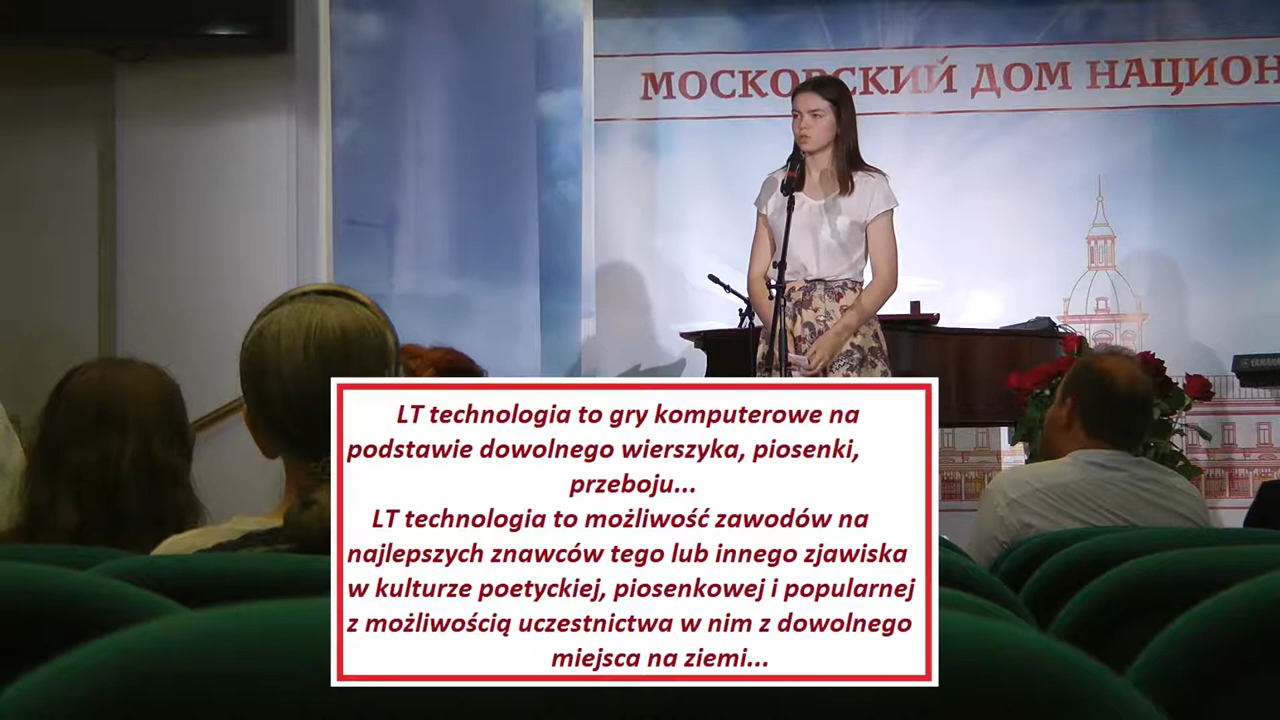 МОСКОВСКИЙ ДОМ НАЦИОН
YAMAHA
LT technologia to gry komputerowe na
podstawie dowolnego wierszyka, piosenki,
przeboju...
LT technologia to możliwość zawodów na
najlepszych znawców tego lub innego zjawiska
w kulturze poetyckiej, piosenkowej i popularnej
z możliwością uczestnictwa w nim z dowolnego
miejsca na ziemi...